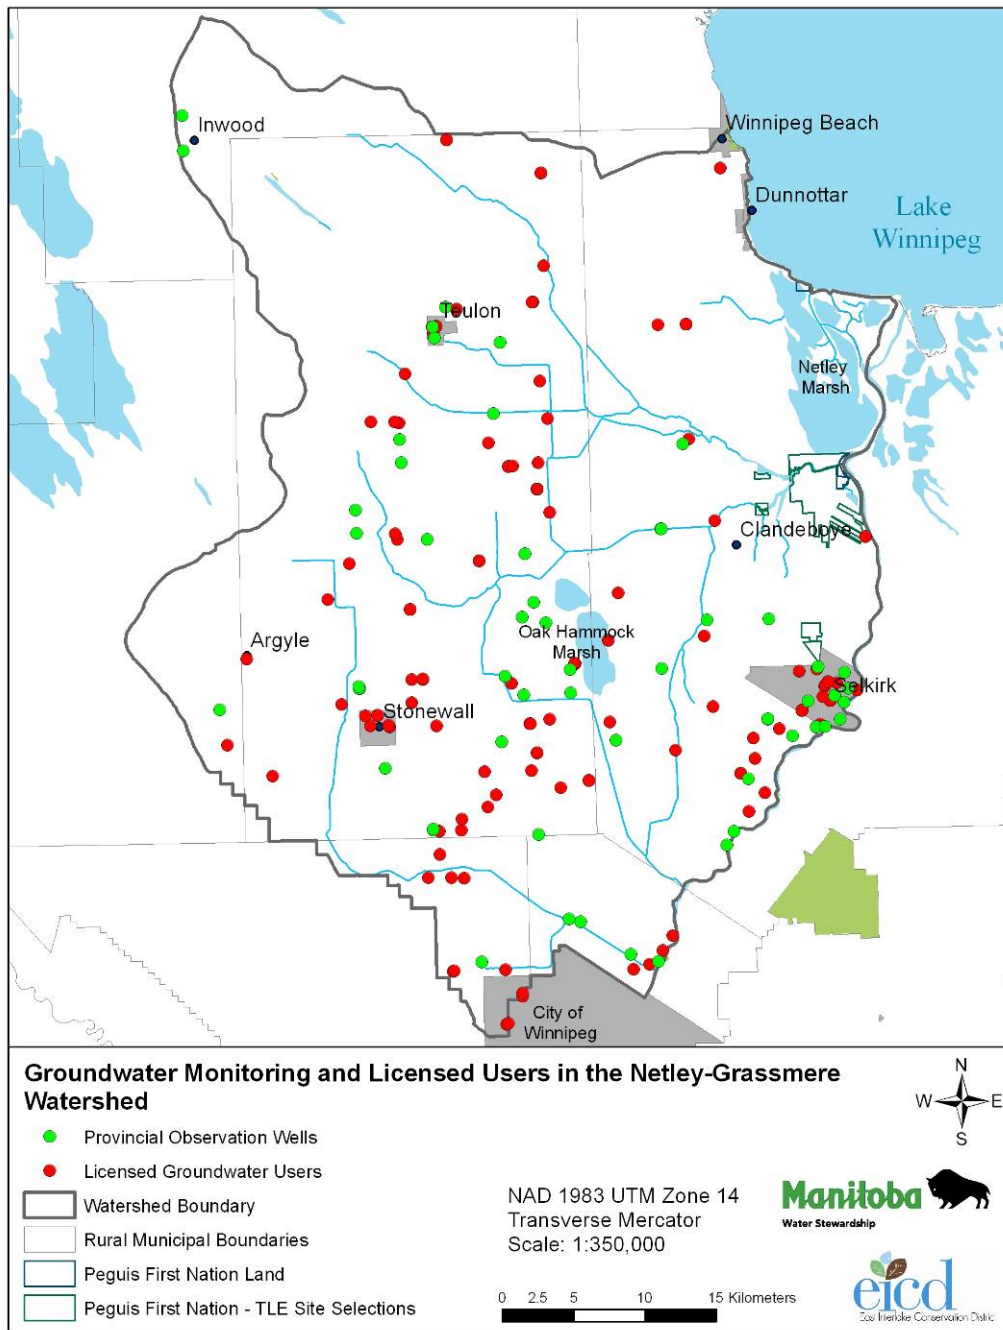 Inwood
Winnipeg Beach
Dunnottar
Lake
Winnipeg
Teulon
Netley
Marsh
Clandeboye
Argyle
Oak Hammock
Marsh
Selkirk
Stonewall
City of
Winnipeg
Groundwater Monitoring and Licensed Users in the Netley-Grassmere
Watershed
N
W E
S
Provincial Observation Wells
Licensed Groundwater Users
Watershed Boundary
Rural Municipal Boundaries
Peguis First Nation Land
Peguis First Nation - TLE Site Selections
NAD 1983 UTM Zone 14
Transverse Mercator
Scale: 1:350,000
0 2.5 5 10 15 Kilometers
Manitoba
Water Stewardship
eicd
East Interlake Conservation District